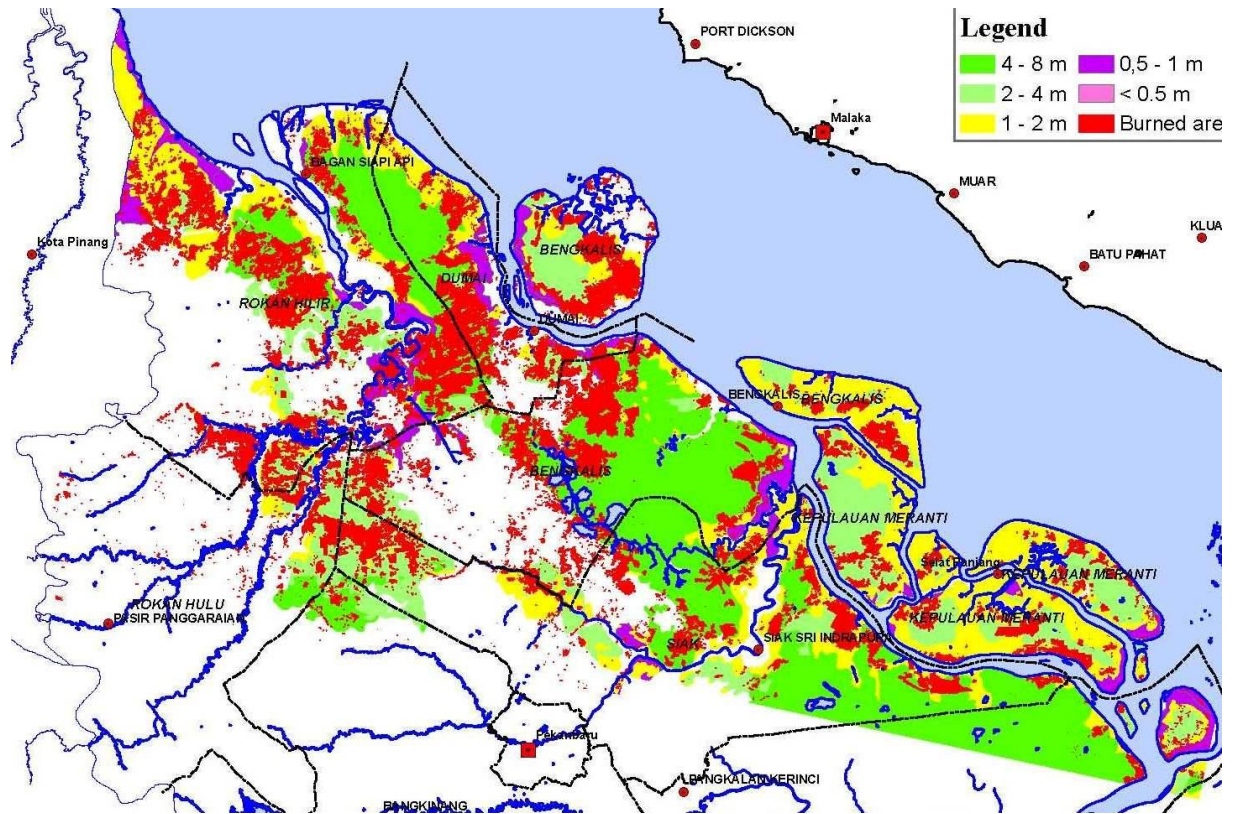 PORT DICKSON
Legend
4 - 8 m
0,5 - 1 m
2 - 4 m
< 0.5 m
1 - 2 m
Burned are
Malaka
BAGAN SIAPI API
MUAR
KLUA
Kota Pinang
BENGKALIS
BATU PAHAT
DUMAI
ROKAN HILIR
DUMAI
BENGKALIS
BENGKALIS
BENGKALIS
KEPULAUAN MERANTI
Selat Panjang
KEPULAUAN MERANTI
ROKAN HULU
PASIR PANGGARAIAN
KEPULAUAN MERANTI
SIAK
SIAK SRI INDRAPURA
Pekanbaru
PANGKALAN KERINCI
BANGKINANG